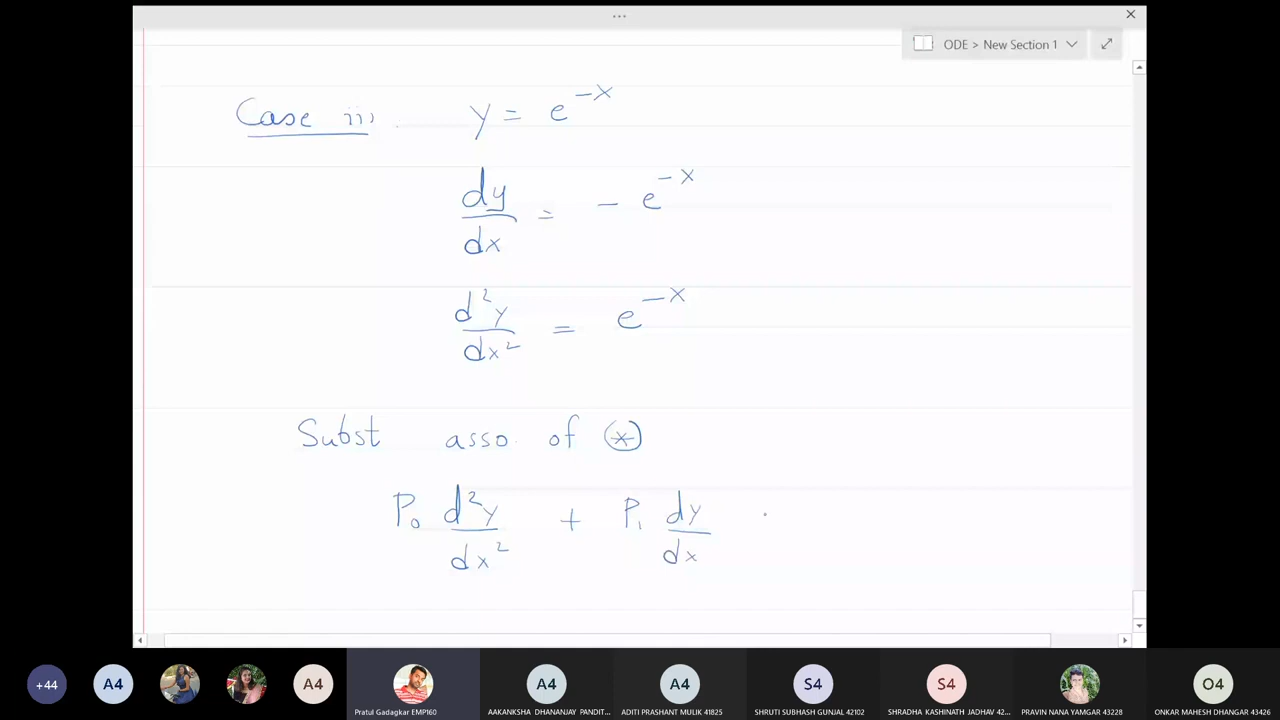 ODE > New Section 1
Case iii) y = e^{-x}
dy/dx = - e^{-x}
d²y/dx² = e^{-x}
Subst asso. of (*)
P₀ d²y/dx² + P₁ dy/dx
+44
A4
A4
Pratul Gadagkar EMP160
A4
AAKANKSHA DHANANJAY PANDIT...
A4
ADITI PRASHANT MULIK 41825
S4
SHRUTI SUBHASH GUNJAL 42102
S4
SHRADHA KASHINATH JADHAV 42...
PRAVIN NANA YAMGAR 43228
O4
ONKAR MAHESH DHANGAR 43426